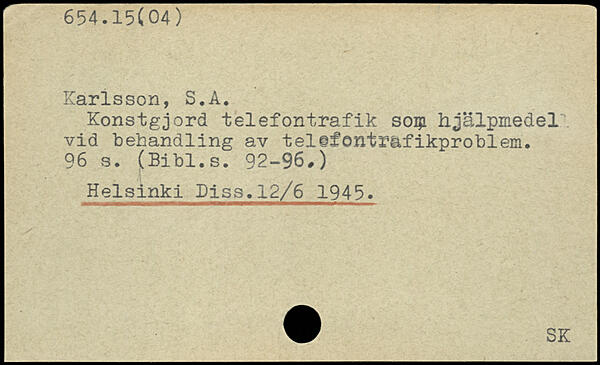 654.15(04)
Karlsson, S.A.
Konstgjord telefontrafik som hjälpmedel
vid behandling av telefontrafikproblem.
96 s. (Bibl.s. 92-96.)
Helsinki Diss.12/6 1945.
SK